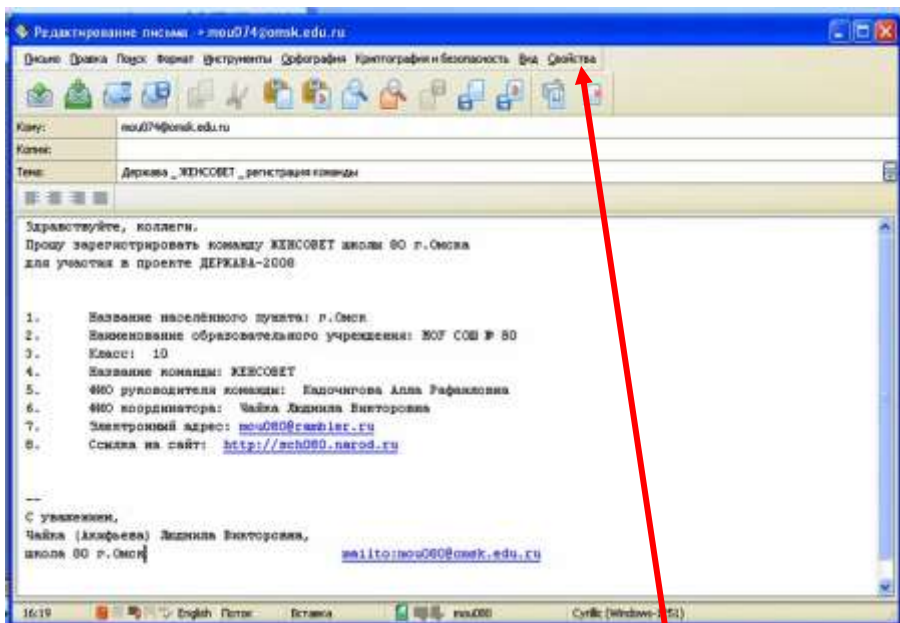 Редактирование письма - mou074@omsk.edu.ru
Письмо Правка Поиск Формат Инструменты Орфография Криптография и безопасность Вид Свойства
Кому: mou074@omsk.edu.ru
Копия:
Тема: Держава _ЖЕНСОВЕТ _регистрация команды
Здравствуйте, коллеги.
Прошу зарегистрировать команду ЖЕНСОВЕТ школы 80 г.Омска
для участия в проекте ДЕРЖАВА-2008
1. Название населённого пункта: г.Омск
2. Наименование образовательного учреждения: МОУ СОШ № 80
3. Класс: 10
4. Название команды: ЖЕНСОВЕТ
5. ФИО руководителя команды: Алла Рафаиловна
6. ФИО координатора: Чайка Людмила Викторовна
7. Электронный адрес: mou080@rambler.ru
8. Ссылка на сайт: http://sch080.narod.ru
--
С уважением,
Чайка (Акифьева) Людмила Викторовна,
школа 80 г.Омск mailto:mou080@omsk.edu.ru
16:19 English Поток Вставка mou080 Cyrillic (Windows-1251)